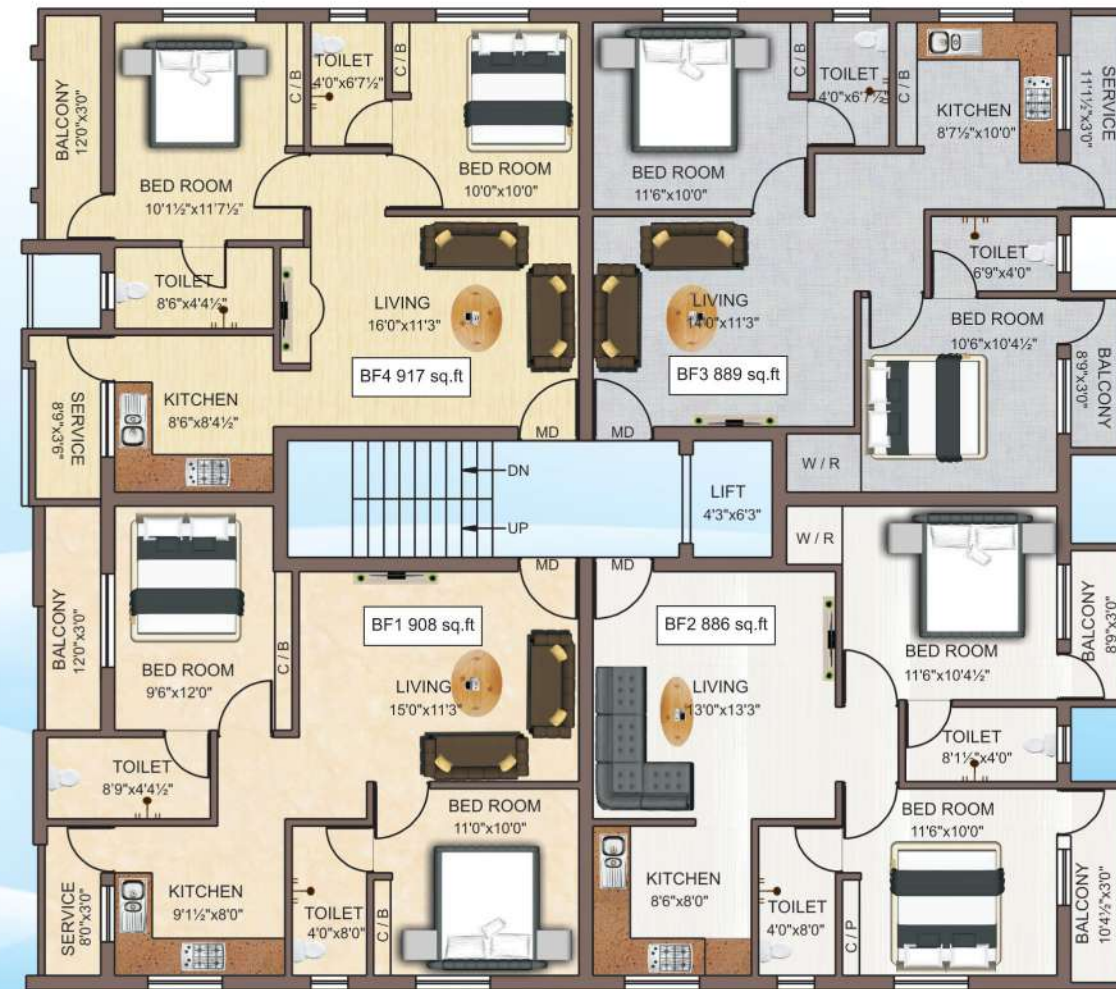 BALCONY
12'0"x3'0"
BED ROOM
10'1½"x11'7½"
C / B
TOILET
4'0"x6'7½"
C / B
BED ROOM
10'0"x10'0"
TOILET
8'6"x4'4½"
LIVING
16'0"x11'3"
BF4 917 sq.ft
KITCHEN
8'6"x8'4½"
SERVICE
8'9"x3'6"
MD
BED ROOM
11'6"x10'0"
C / B
TOILET
4'0"x6'7½"
C / B
KITCHEN
8'7½"x10'0"
SERVICE
11'1½"x3'0"
TOILET
6'9"x4'0"
LIVING
14'0"x11'3"
BED ROOM
10'6"x10'4½"
BALCONY
8'9"x3'0"
BF3 889 sq.ft
MD
W / R
DN
UP
LIFT
4'3"x6'3"
BALCONY
12'0"x3'0"
BED ROOM
9'6"x12'0"
C / B
MD
BF1 908 sq.ft
LIVING
15'0"x11'3"
TOILET
8'9"x4'4½"
SERVICE
8'0"x3'0"
KITCHEN
9'1½"x8'0"
TOILET
4'0"x8'0"
C / B
BED ROOM
11'0"x10'0"
MD
W / R
BF2 886 sq.ft
LIVING
13'0"x13'3"
BED ROOM
11'6"x10'4½"
BALCONY
8'9"x3'0"
TOILET
8'1½"x4'0"
BED ROOM
11'6"x10'0"
KITCHEN
8'6"x8'0"
TOILET
4'0"x8'0"
C / P
BALCONY
10'4½"x3'0"